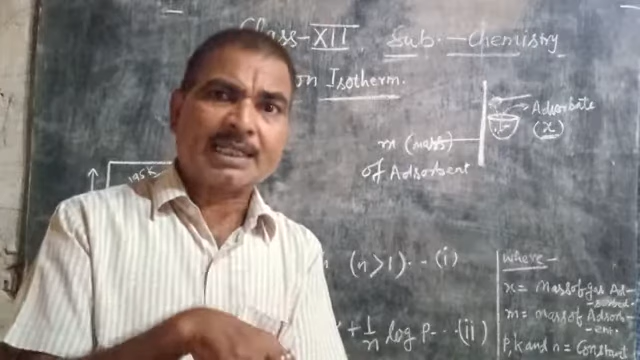 Class-XII, Sub.-Chemistry
on Isotherm.
Adsorbate
(x)
m (mass)
of Adsorbent
195K
(n>1)...(i)
+ 1/n log P...(ii)
where-
x = Mass of gas Ad-
-sorbed.
m = Mass of Adsorb-
-ent.
P, K and n = Constant